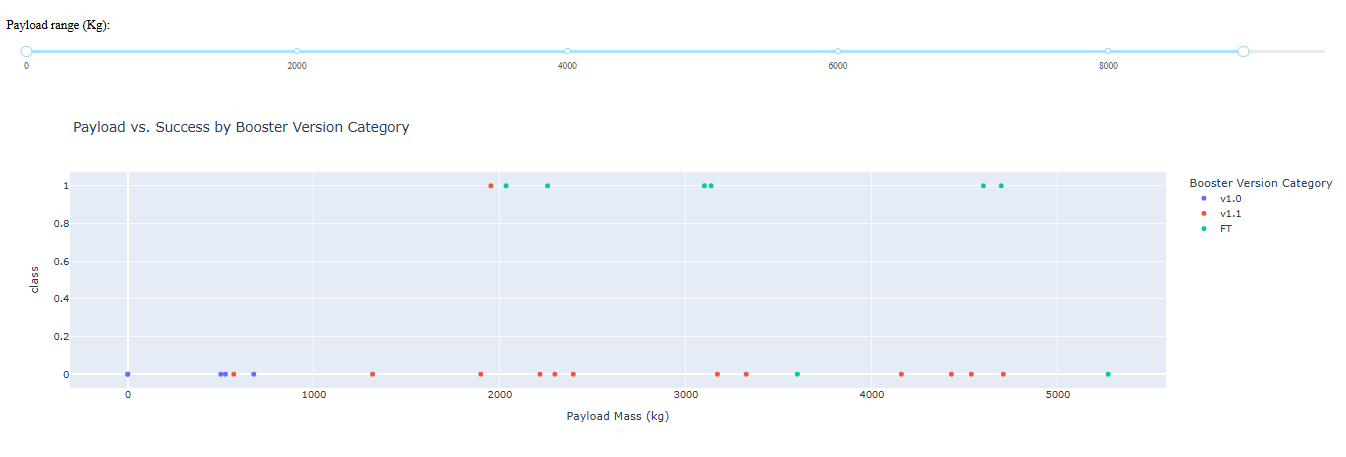 Payload range (Kg):
0 2000 4000 6000 8000
Payload vs. Success by Booster Version Category
1
0.8
0.6
0.4
0.2
0
class
0 1000 2000 3000 4000 5000
Payload Mass (kg)
Booster Version Category
v1.0
v1.1
FT